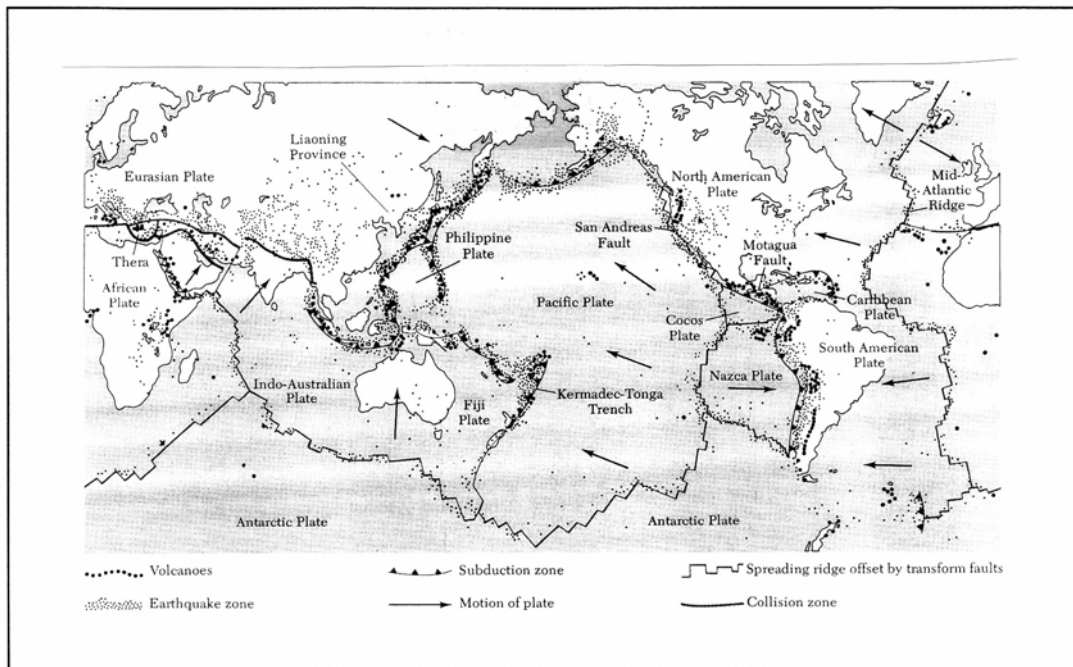 Liaoning
Province
Eurasian Plate
North American
Plate
Mid-
Atlantic
Ridge
San Andreas
Fault
Philippine
Plate
Motagua
Fault
Thera
African
Plate
Pacific Plate
Caribbean
Plate
Cocos
Plate
South American
Plate
Nazca Plate
Indo-Australian
Plate
Fiji
Plate
Kermadec-Tonga
Trench
Antarctic Plate
Antarctic Plate
Volcanoes
Subduction zone
Spreading ridge offset by transform faults
Earthquake zone
Motion of plate
Collision zone